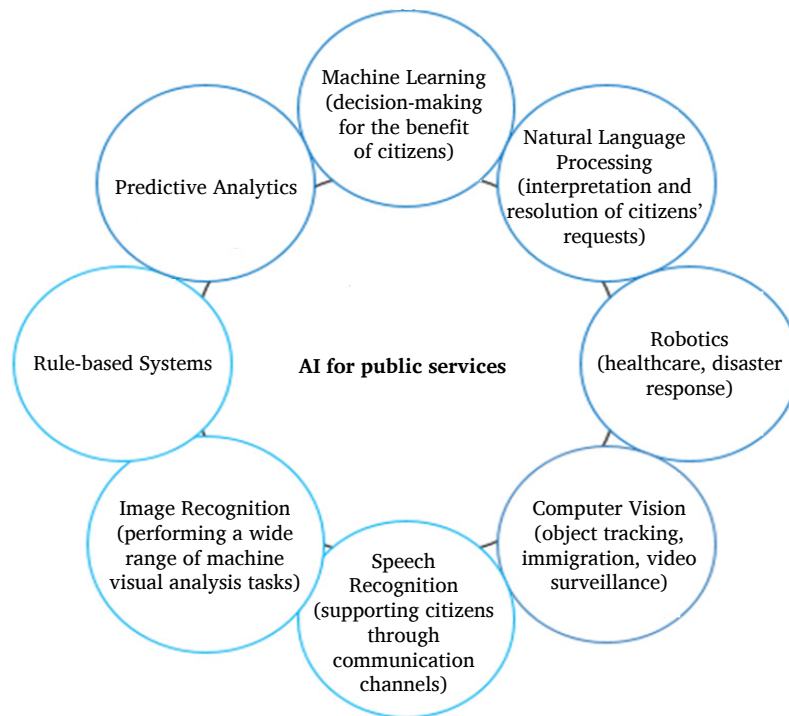 Machine Learning
(decision-making
for the benefit
of citizens)
Natural Language
Processing
(interpretation and
resolution of citizens’
requests)
Predictive Analytics
Rule-based Systems
AI for public services
Robotics
(healthcare, disaster
response)
Image Recognition
(performing a wide
range of machine
visual analysis tasks)
Computer Vision
(object tracking,
immigration, video
surveillance)
Speech
Recognition
(supporting citizens
through
communication
channels)